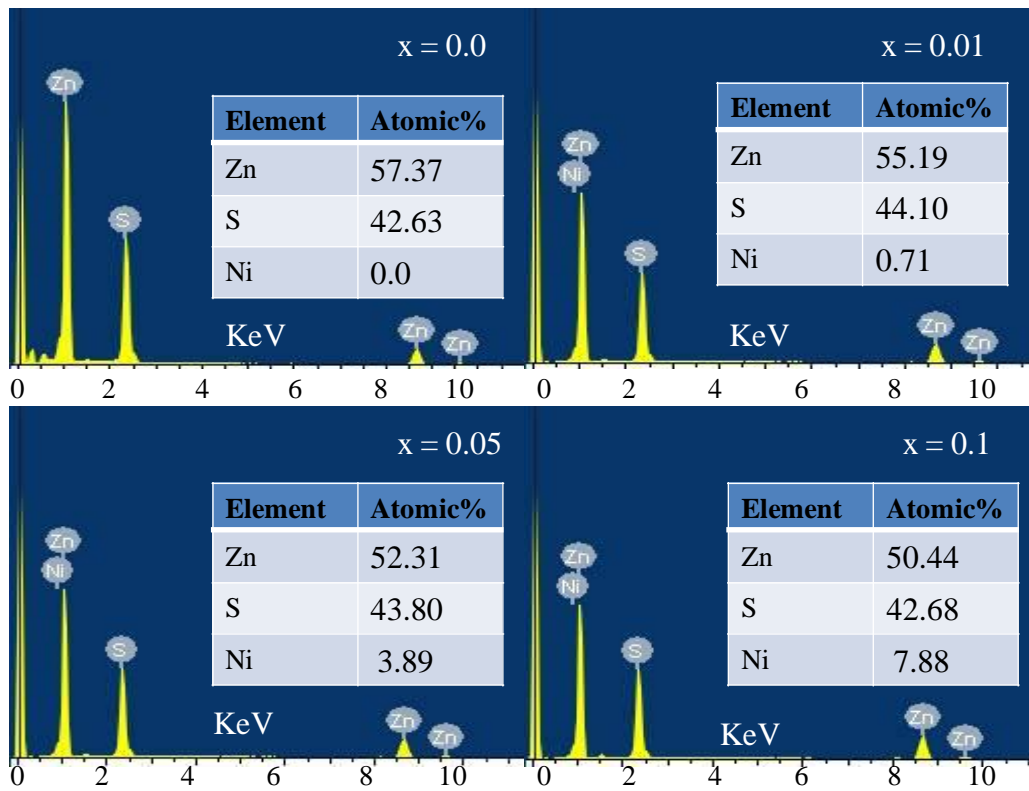 x = 0.0
Zn
Element Atomic%
Zn 57.37
S 42.63
Ni 0.0
S
KeV
Zn
Zn
0 2 4 6 8 10
x = 0.01
Zn
Ni
Element Atomic%
Zn 55.19
S 44.10
Ni 0.71
S
KeV
Zn
Zn
0 2 4 6 8 10
x = 0.05
Zn
Ni
Element Atomic%
Zn 52.31
S 43.80
Ni 3.89
S
KeV
Zn
Zn
0 2 4 6 8 10
x = 0.1
Zn
Ni
Element Atomic%
Zn 50.44
S 42.68
Ni 7.88
S
KeV
Zn
Zn
0 2 4 6 8 10